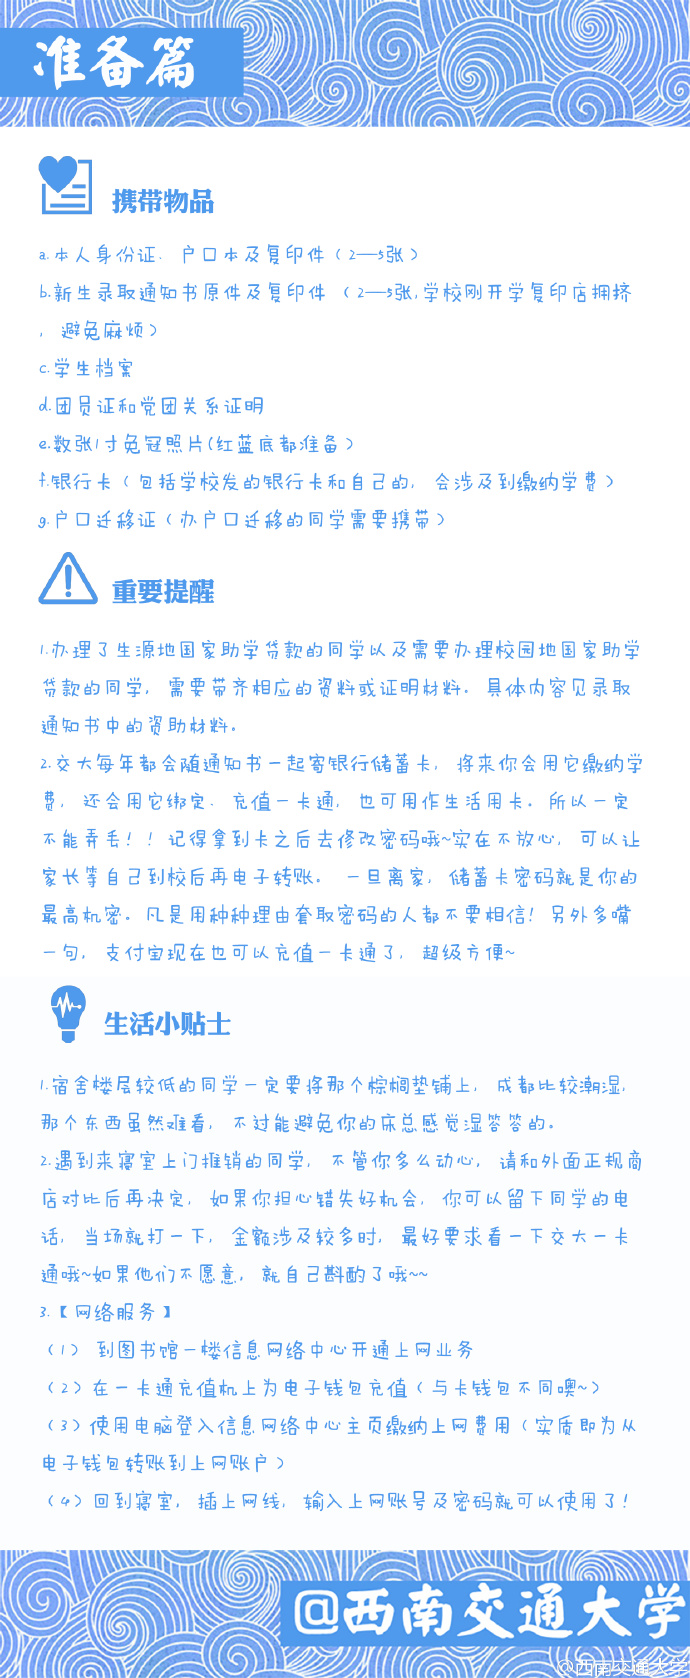 准备篇
携带物品
a.本人身份证、户口本及复印件（2—5张）
b.新生录取通知书原件及复印件（2—5张,学校刚开学复印店拥挤
，避免麻烦）
c.学生档案
d.团员证和党团关系证明
e.数张1寸免冠照片(红蓝底都准备）
f.银行卡（包括学校发的银行卡和自己的，会涉及到缴纳学费）
g.户口迁移证（办户口迁移的同学需要携带）
重要提醒
1.办理了生源地国家助学贷款的同学以及需要办理校园地国家助学
贷款的同学，需要带齐相应的资料或证明材料。具体内容见录取
通知书中的资助材料。
2.交大每年都会随通知书一起寄银行储蓄卡，将来你会用它缴纳学
费，还会用它绑定、充值一卡通，也可用作生活用卡。所以一定
不能弄丢！！记得拿到卡之后去修改密码哦~实在不放心，可以让
家长等自己到校后再电子转账。 一旦离家，储蓄卡密码就是你的
最高机密。凡是用种种理由套取密码的人都不要相信！另外多嘴
一句，支付宝现在也可以充值一卡通了，超级方便~
生活小贴士
1.宿舍楼层较低的同学一定要将那个棕榈垫铺上，成都比较潮湿，
那个东西虽然难看，不过能避免你的床总感觉湿答答的。
2.遇到来寝室上门推销的同学，不管你多么动心，请和外面正规商
店对比后再决定，如果你担心错失好机会，你可以留下同学的电
话，当场就打一下，金额涉及较多时，最好要求看一下交大一卡
通哦~如果他们不愿意，就自己斟酌了哦~~
3.【网络服务】
（1） 到图书馆一楼信息网络中心开通上网业务
（2）在一卡通充值机上为电子钱包充值（与卡钱包不同噢~）
（3）使用电脑登入信息网络中心主页缴纳上网费用（实质即为从
电子钱包转账到上网账户）
（4）回到寝室，插上网线，输入上网账号及密码就可以使用了！
@西南交通大学
@西南交通大学